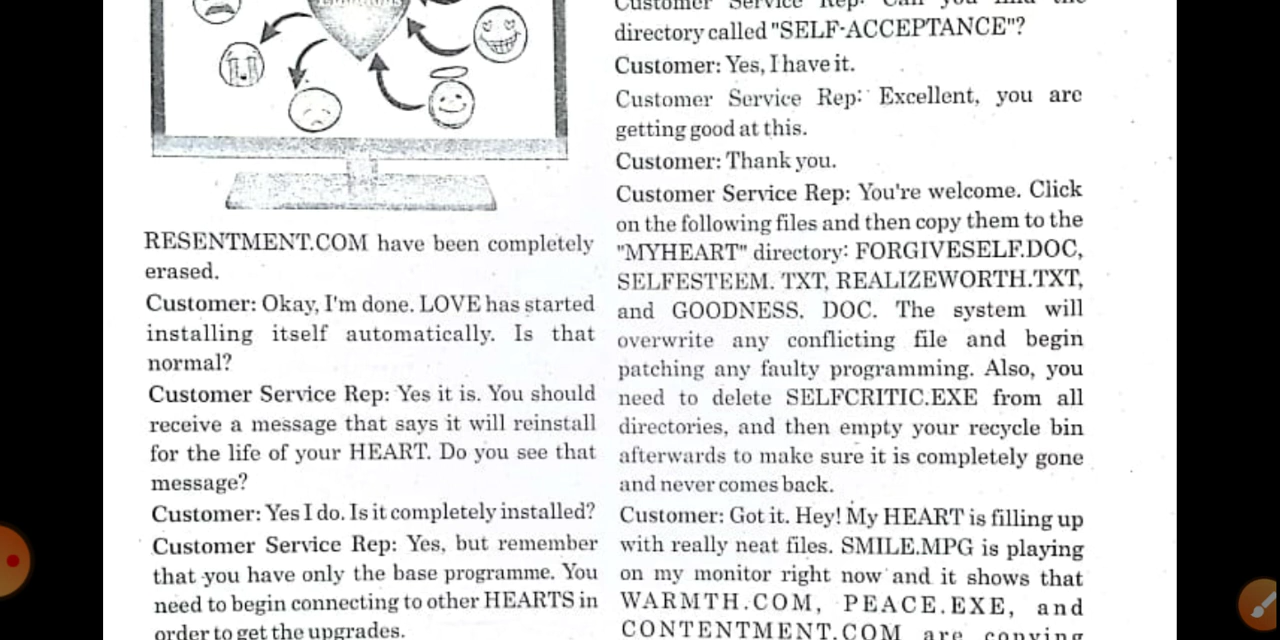 RESENTMENT.COM have been completely
erased.
Customer: Okay, I'm done. LOVE has started
installing itself automatically. Is that
normal?
Customer Service Rep: Yes it is. You should
receive a message that says it will reinstall
for the life of your HEART. Do you see that
message?
Customer: Yes I do. Is it completely installed?
Customer Service Rep: Yes, but remember
that you have only the base programme. You
need to begin connecting to other HEARTS in
order to get the upgrades.
Customer Service Rep: Can you find the
directory called "SELF-ACCEPTANCE"?
Customer: Yes, I have it.
Customer Service Rep: Excellent, you are
getting good at this.
Customer: Thank you.
Customer Service Rep: You're welcome. Click
on the following files and then copy them to the
"MYHEART" directory: FORGIVESELF.DOC,
SELFESTEEM. TXT, REALIZEWORTH.TXT,
and GOODNESS. DOC. The system will
overwrite any conflicting file and begin
patching any faulty programming. Also, you
need to delete SELFCRITIC.EXE from all
directories, and then empty your recycle bin
afterwards to make sure it is completely gone
and never comes back.
Customer: Got it. Hey! My HEART is filling up
with really neat files. SMILE.MPG is playing
on my monitor right now and it shows that
WARMTH.COM, PEACE.EXE, and
CONTENTMENT.COM are copying